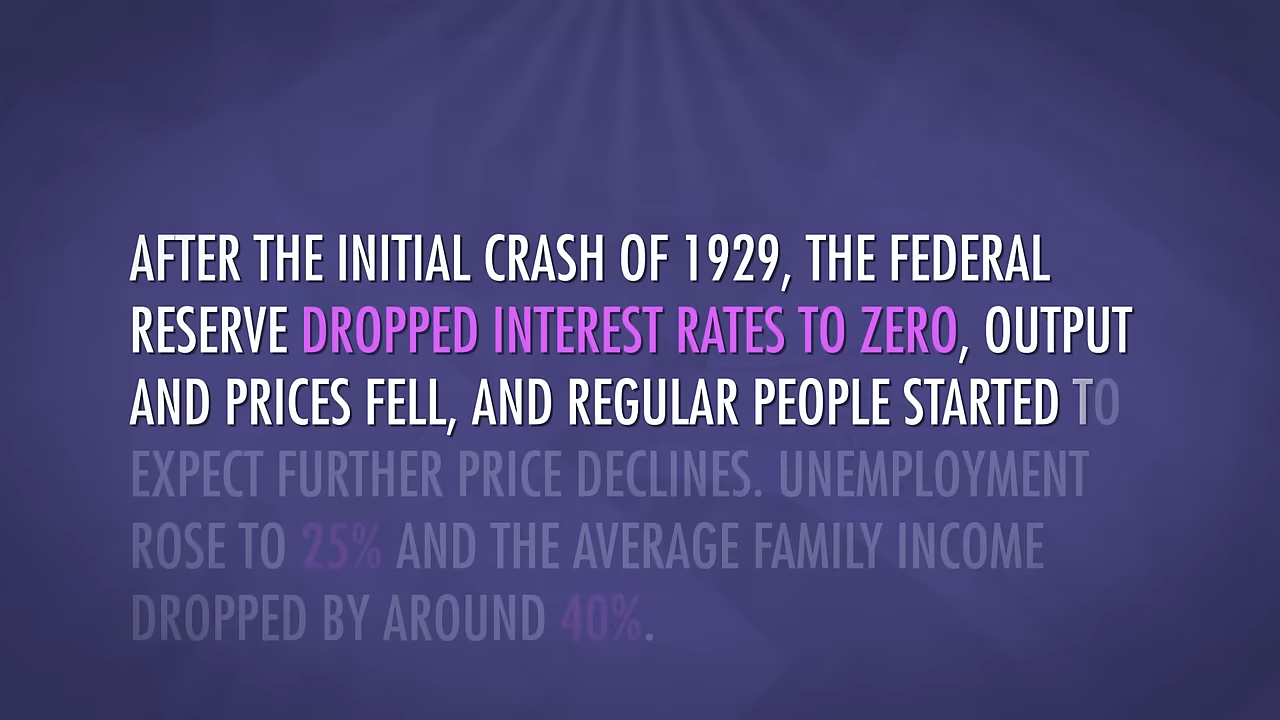 AFTER THE INITIAL CRASH OF 1929, THE FEDERAL
RESERVE DROPPED INTEREST RATES TO ZERO, OUTPUT
AND PRICES FELL, AND REGULAR PEOPLE STARTED TO
EXPECT FURTHER PRICE DECLINES. UNEMPLOYMENT
ROSE TO 25% AND THE AVERAGE FAMILY INCOME
DROPPED BY AROUND 40%.